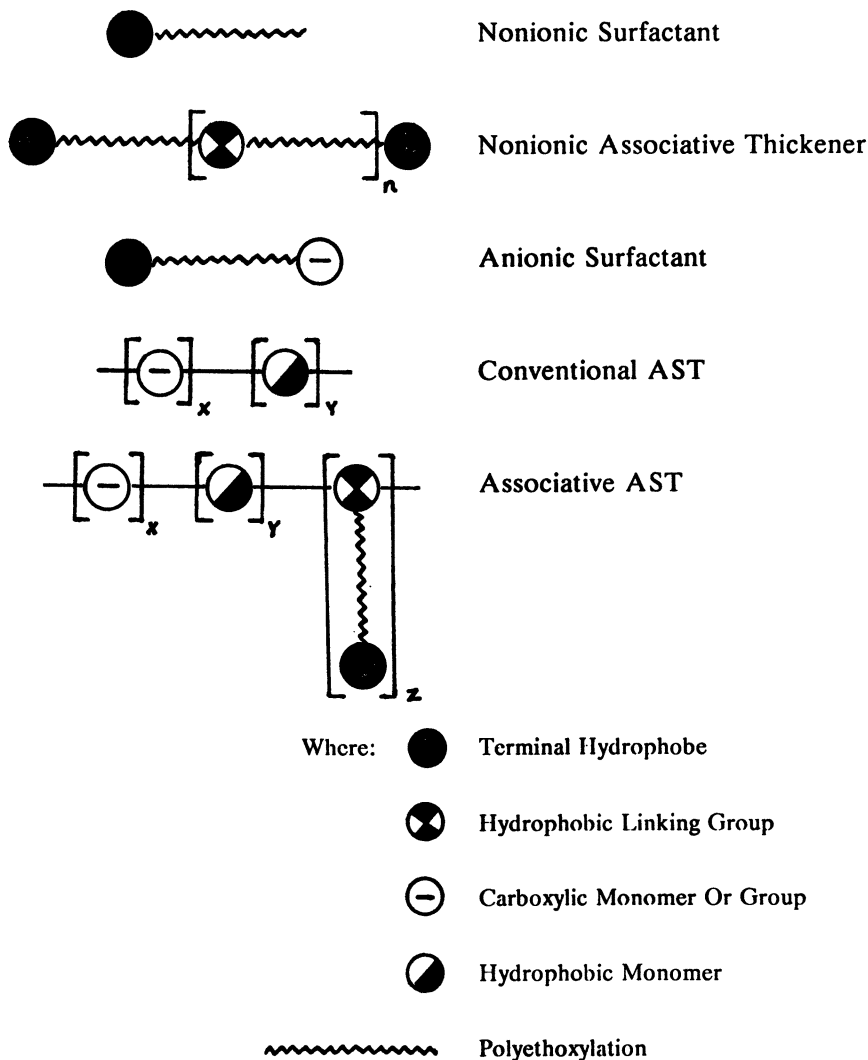 Nonionic Surfactant
n
Nonionic Associative Thickener
Anionic Surfactant
x
Y
Conventional AST
x
Y
z
Associative AST
Where:
Terminal Hydrophobe
Hydrophobic Linking Group
Carboxylic Monomer Or Group
Hydrophobic Monomer
Polyethoxylation